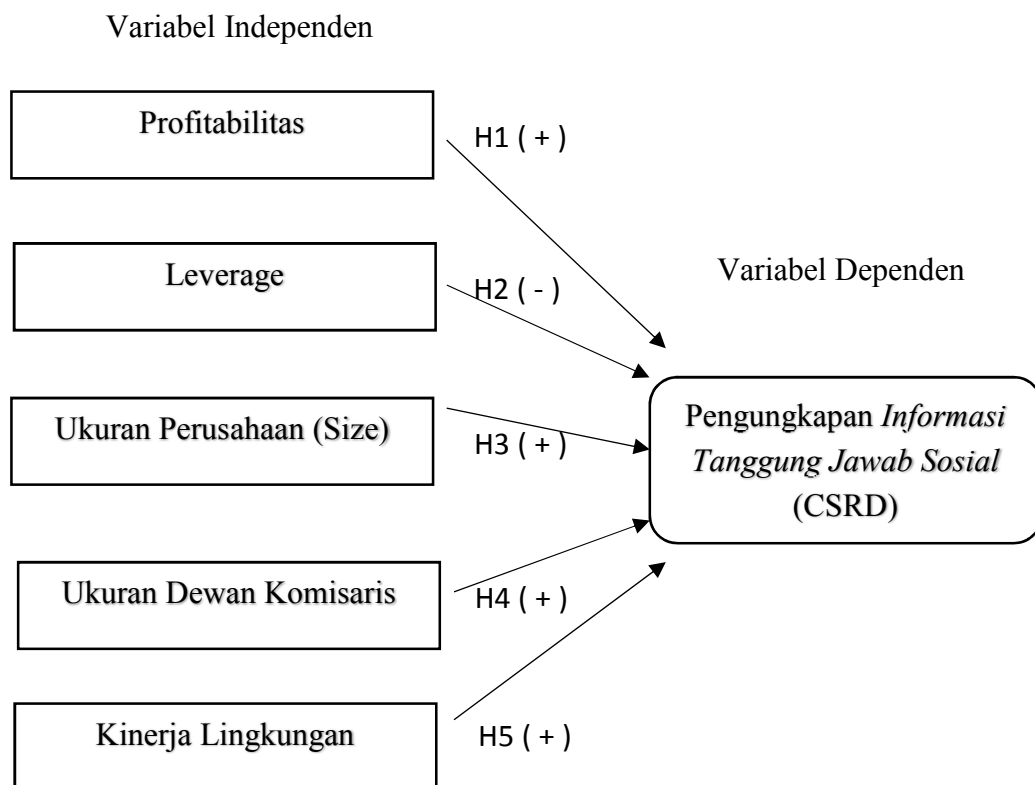 Variabel Independen
Profitabilitas
H1 ( + )
Leverage
H2 ( - )
Variabel Dependen
Ukuran Perusahaan (Size)
H3 ( + )
Pengungkapan Informasi
Tanggung Jawab Sosial
(CSRD)
Ukuran Dewan Komisaris
H4 ( + )
Kinerja Lingkungan
H5 ( + )